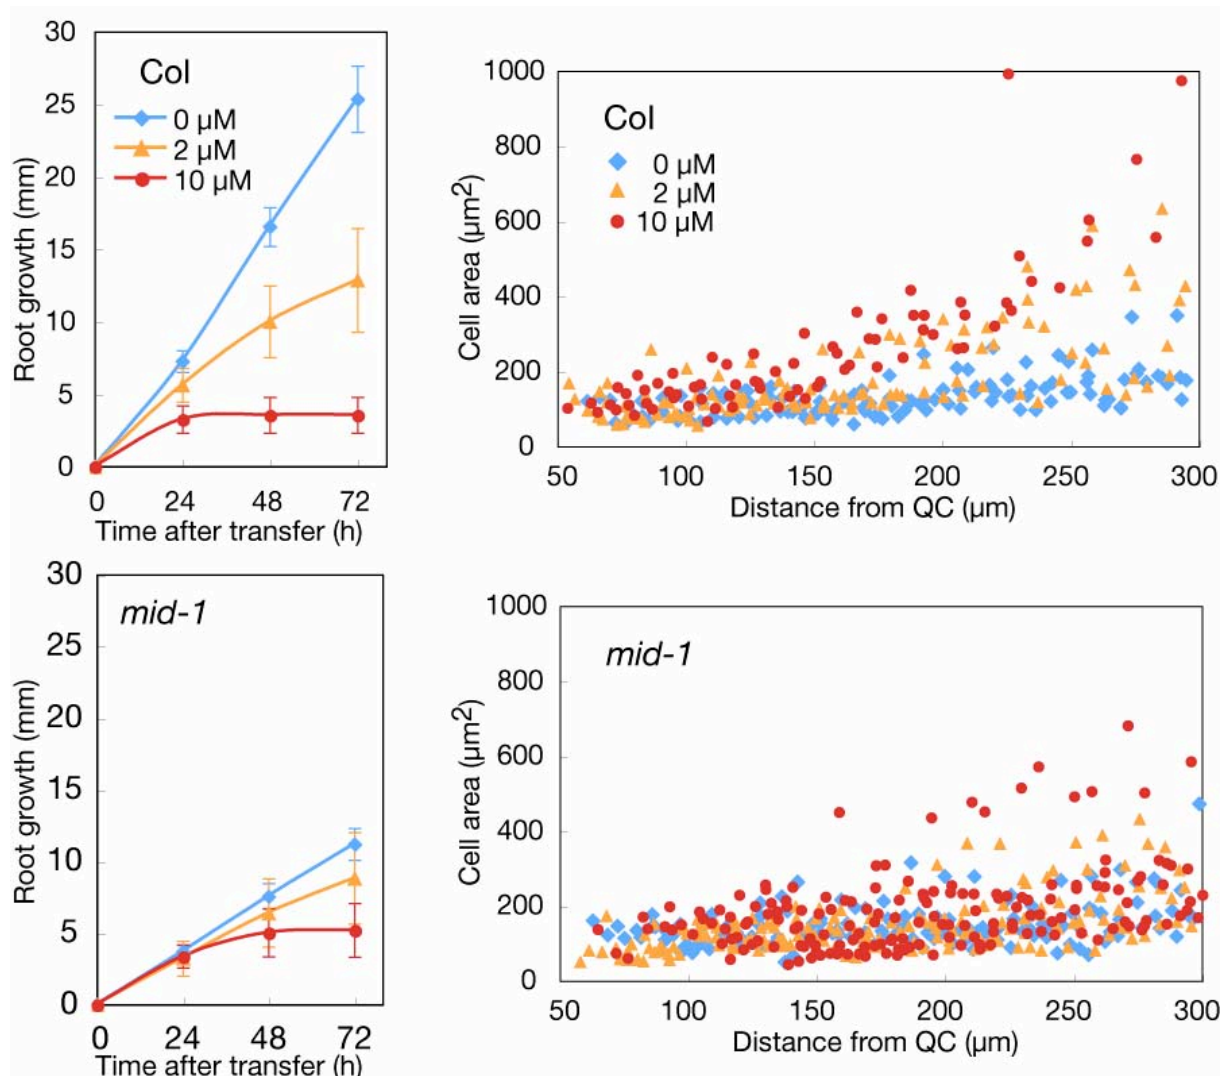 30
25
20
15
10
5
0
Root growth (mm)
Col
0 µM
2 µM
10 µM
0 24 48 72
Time after transfer (h)
1000
800
600
400
200
0
Cell area (µm2)
Col
0 µM
2 µM
10 µM
50 100 150 200 250 300
Distance from QC (µm)
30
25
20
15
10
5
0
Root growth (mm)
mid-1
0 24 48 72
Time after transfer (h)
1000
800
600
400
200
0
Cell area (µm2)
mid-1
50 100 150 200 250 300
Distance from QC (µm)